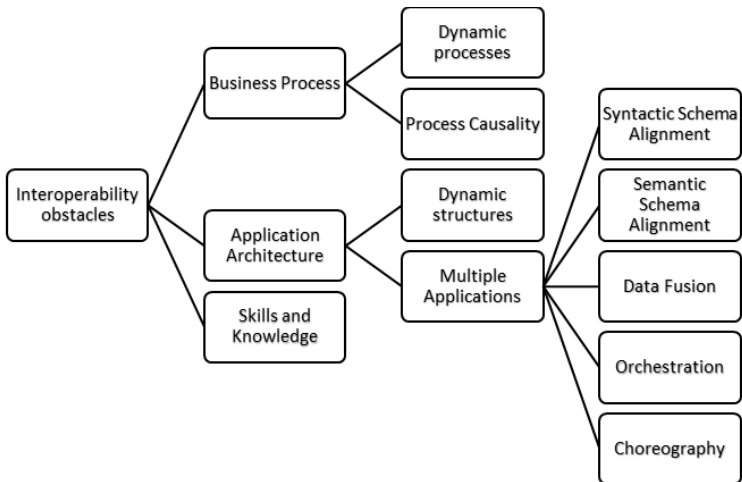 Interoperability
obstacles
Business Process
Dynamic
processes
Process Causality
Application
Architecture
Dynamic
structures
Multiple
Applications
Syntactic Schema
Alignment
Semantic
Schema
Alignment
Data Fusion
Orchestration
Choreography
Skills and
Knowledge